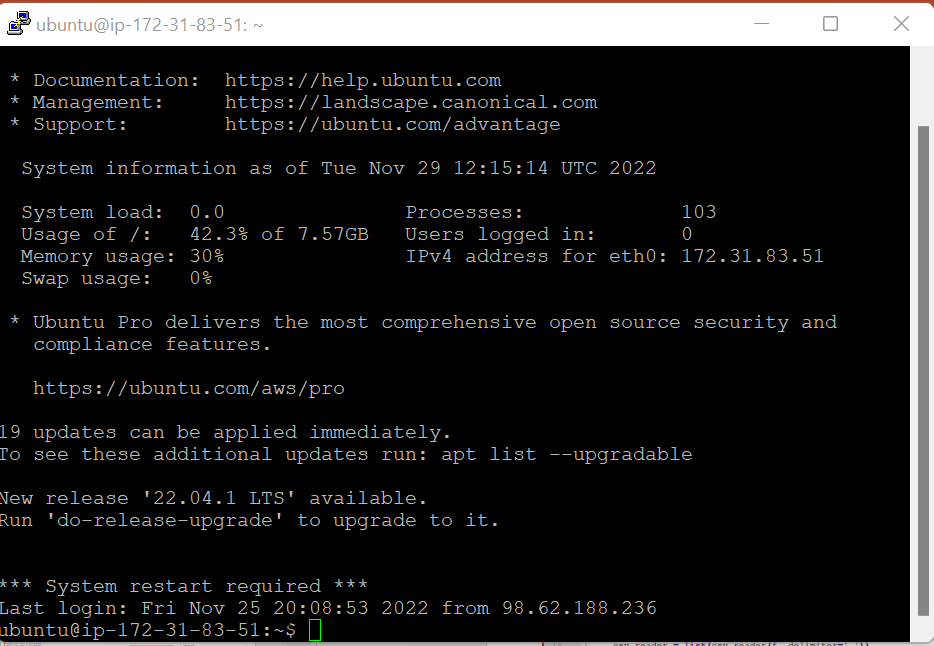 ubuntu@ip-172-31-83-51: ~
* Documentation:  https://help.ubuntu.com
* Management:     https://landscape.canonical.com
* Support:        https://ubuntu.com/advantage
System information as of Tue Nov 29 12:15:14 UTC 2022
System load:  0.0               Processes:             103
Usage of /:   42.3% of 7.57GB   Users logged in:       0
Memory usage: 30%               IPv4 address for eth0: 172.31.83.51
Swap usage:   0%
* Ubuntu Pro delivers the most comprehensive open source security and
compliance features.
https://ubuntu.com/aws/pro
19 updates can be applied immediately.
To see these additional updates run: apt list --upgradable
New release '22.04.1 LTS' available.
Run 'do-release-upgrade' to upgrade to it.
*** System restart required ***
Last login: Fri Nov 25 20:08:53 2022 from 98.62.188.236
ubuntu@ip-172-31-83-51:~$